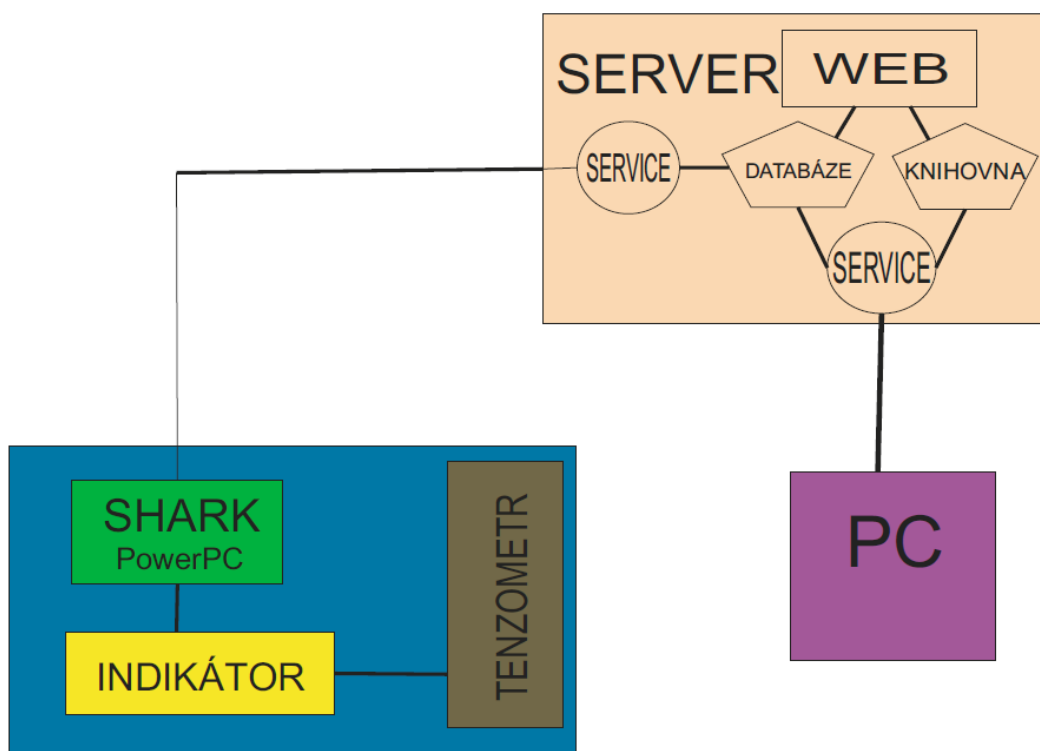 SERVER
WEB
SERVICE
DATABÁZE
KNIHOVNA
SERVICE
SHARK
PowerPC
INDIKÁTOR
TENZOMETR
PC